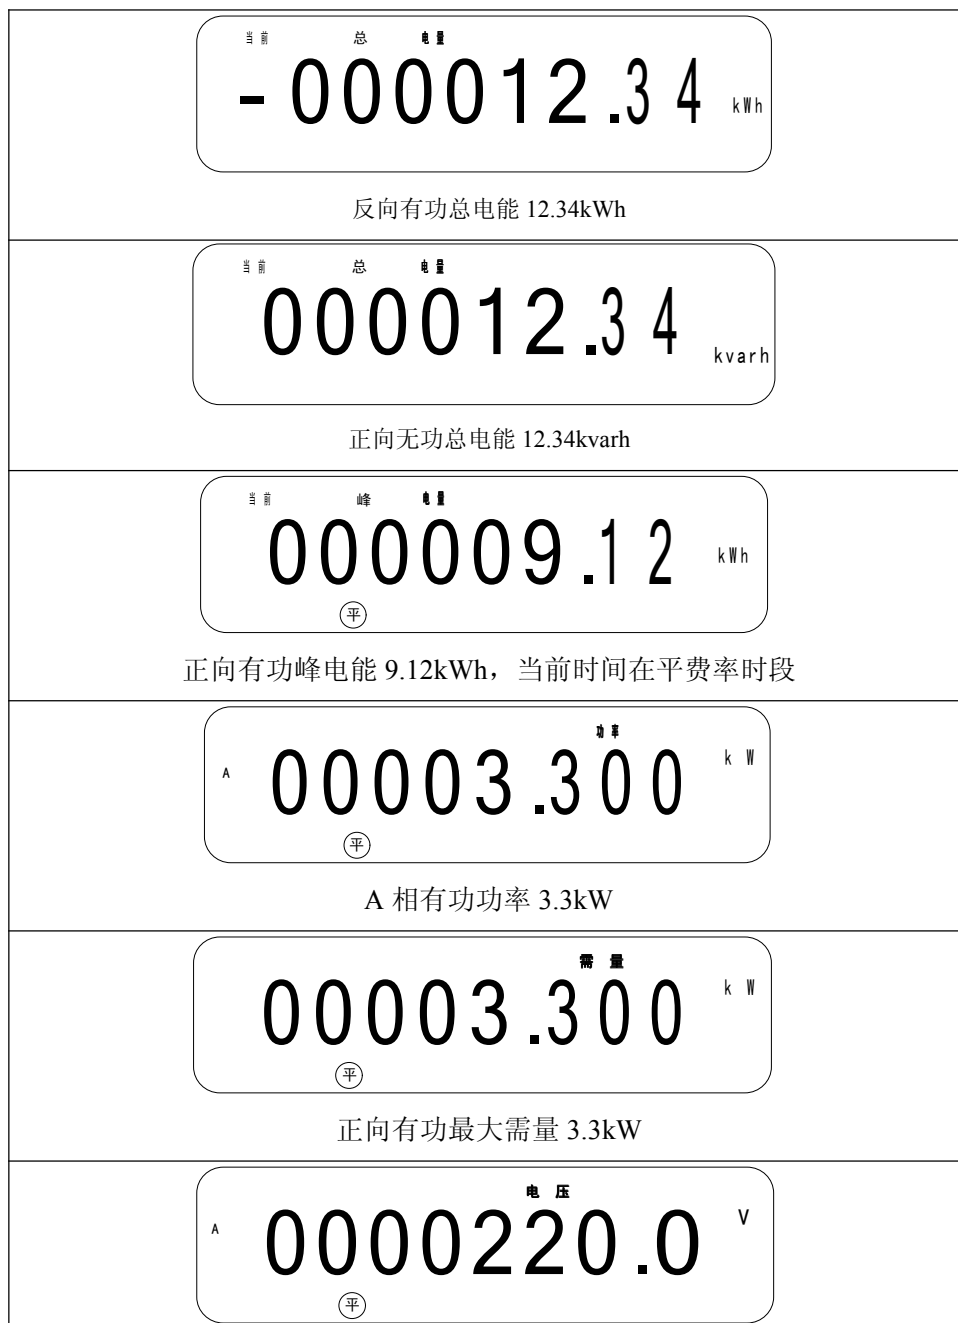 当前 总 电量
-000012.34 kWh
反向有功总电能 12.34kWh
当前 总 电量
000012.34 kvarh
正向无功总电能 12.34kvarh
当前 峰 电量
000009.12 kWh
平
正向有功峰电能 9.12kWh，当前时间在平费率时段
功率
A 00003.300 kW
平
A 相有功功率 3.3kW
需量
00003.300 kW
平
正向有功最大需量 3.3kW
电压
A 0000220.0 V
平